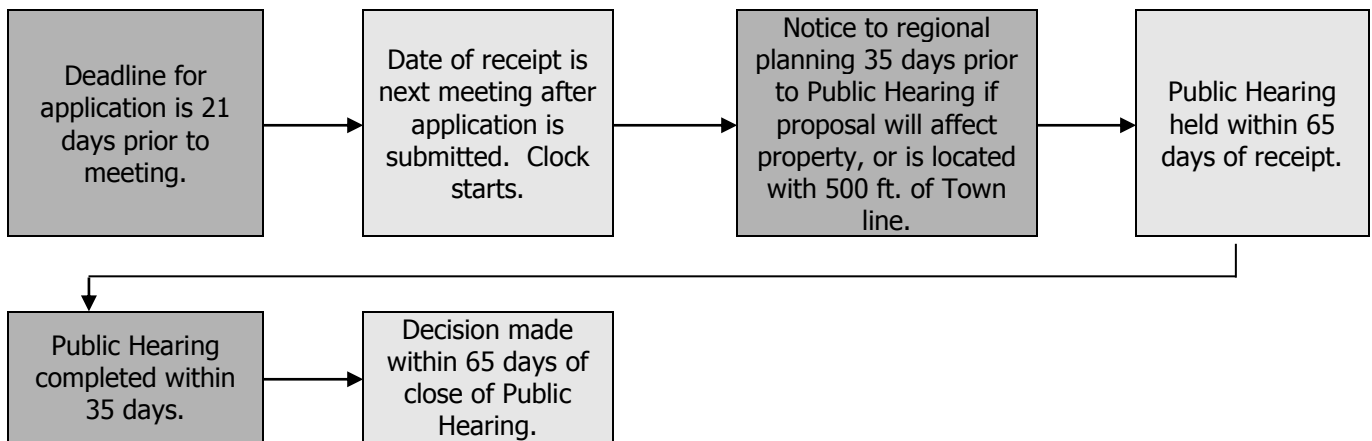 Deadline for
application is 21
days prior to
meeting.
Date of receipt is
next meeting after
application is
submitted.  Clock
starts.
Notice to regional
planning 35 days prior
to Public Hearing if
proposal will affect
property, or is located
with 500 ft. of Town
line.
Public Hearing
held within 65
days of receipt.
Public Hearing
completed within
35 days.
Decision made
within 65 days of
close of Public
Hearing.